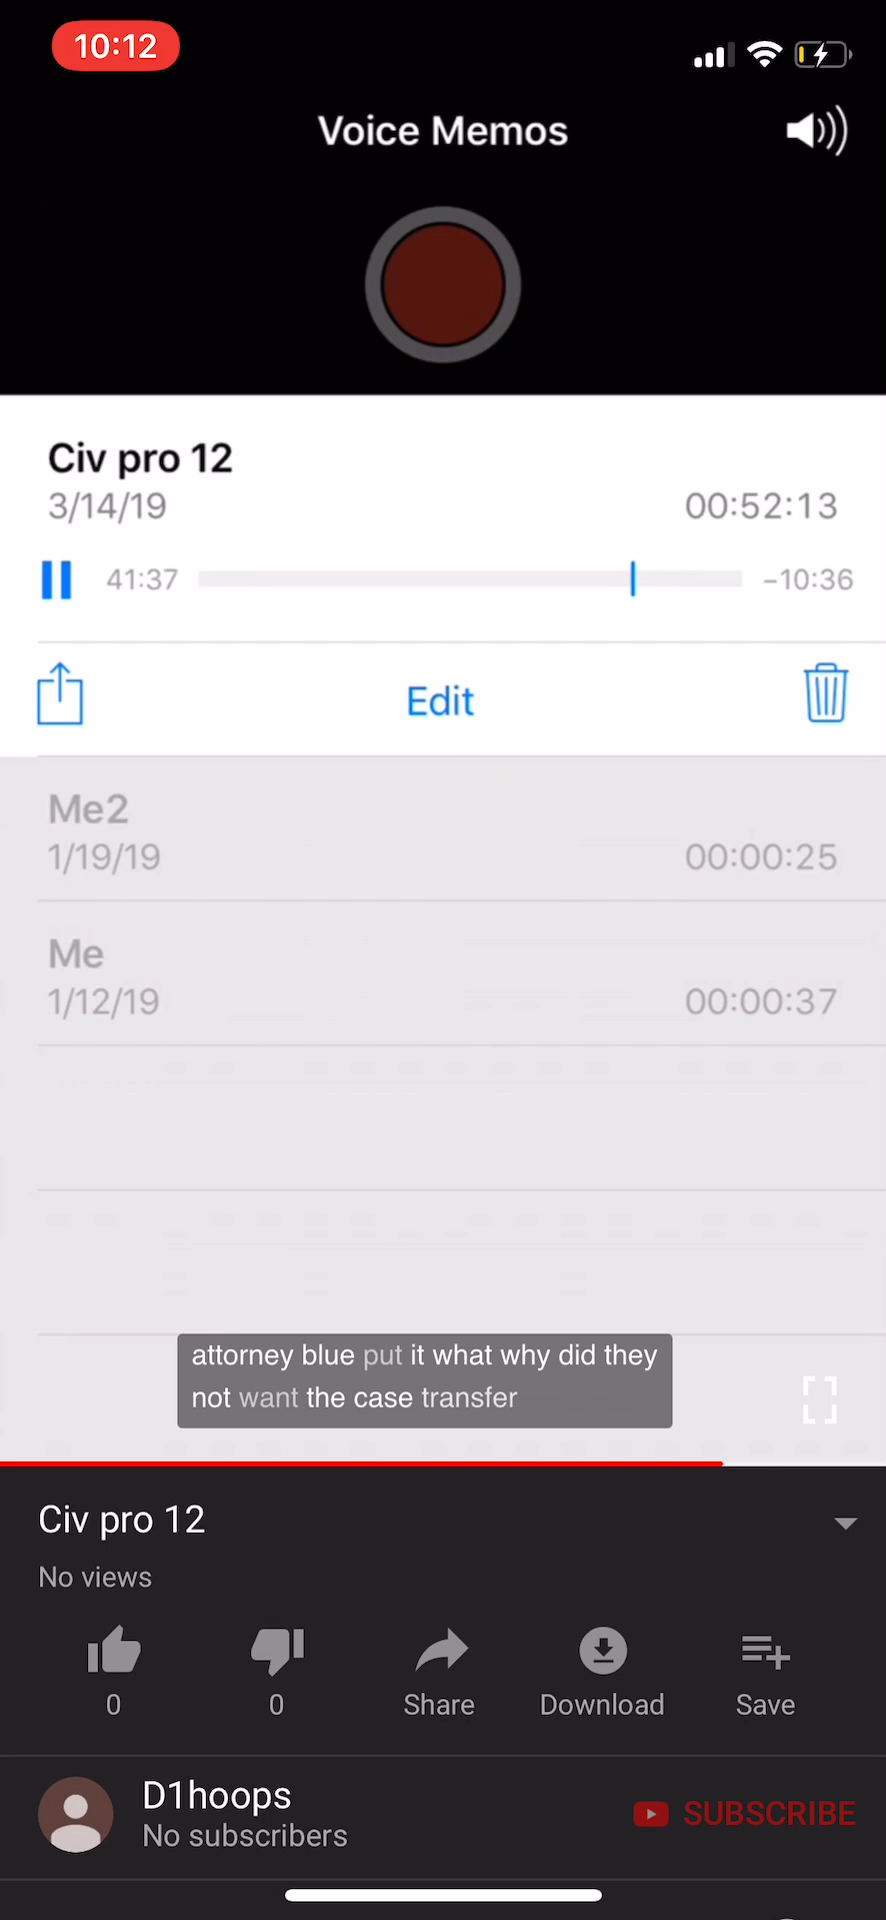 10:12
Voice Memos
Civ pro 12
3/14/19 00:52:13
41:37 -10:36
Edit
Me2
1/19/19 00:00:25
Me
1/12/19 00:00:37
attorney blue put it what why did they
not want the case transfer
Civ pro 12
No views
0 0 Share Download Save
D1hoops
No subscribers
SUBSCRIBE